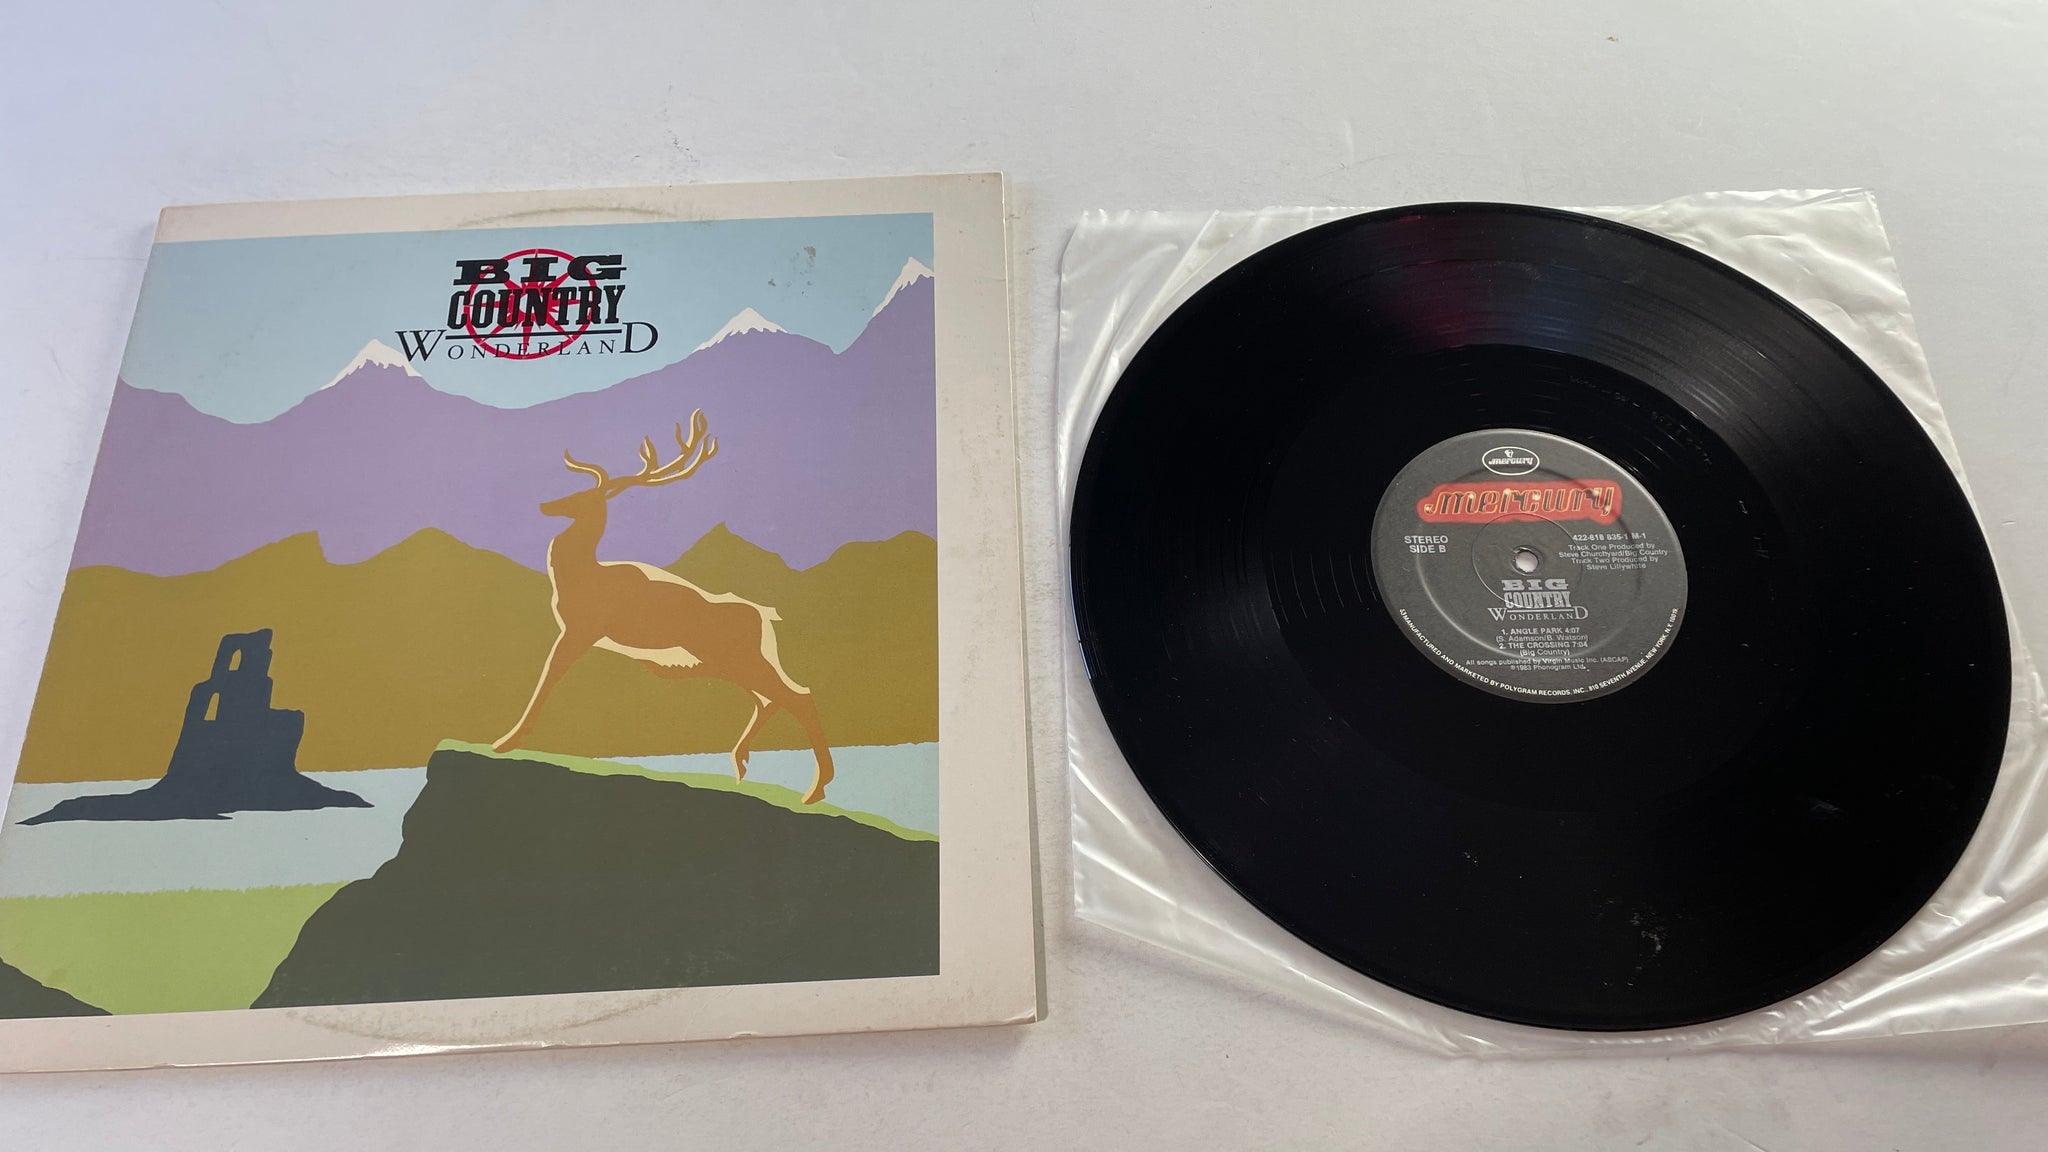 BIG
COUNTRY
WONDERLAND
mercury
mercury
STEREO
SIDE B
422-818 835-1 M-1
Track One Produced by
Steve Churchyard/Big Country
Track Two Produced by
Steve Lillywhite
BIG
COUNTRY
WONDERLAND
1. ANGLE PARK 4:07
(S. Adamson/B. Watson)
2. THE CROSSING 7:04
(Big Country)
All songs published by Virgin Music Inc. (ASCAP)
℗1983 Phonogram Ltd.
MANUFACTURED AND MARKETED BY POLYGRAM RECORDS, INC., 810 SEVENTH AVENUE, NEW YORK, N.Y. 10019